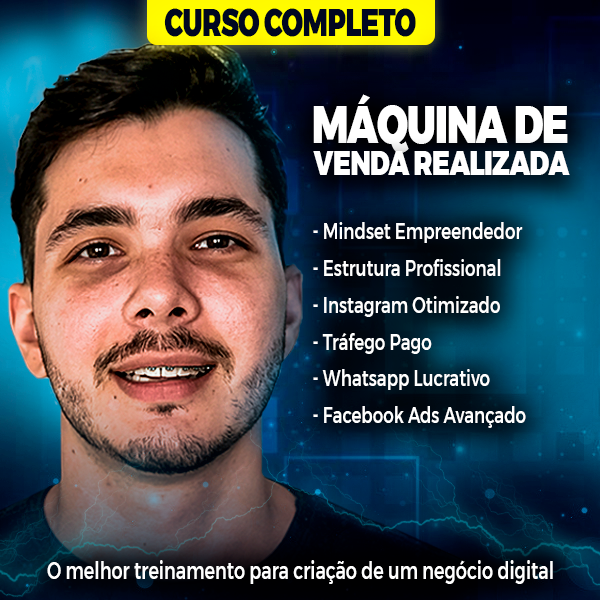 CURSO COMPLETO
MÁQUINA DE
VENDA REALIZADA
- Mindset Empreendedor
- Estrutura Profissional
- Instagram Otimizado
- Tráfego Pago
- Whatsapp Lucrativo
- Facebook Ads Avançado
O melhor treinamento para criação de um negócio digital